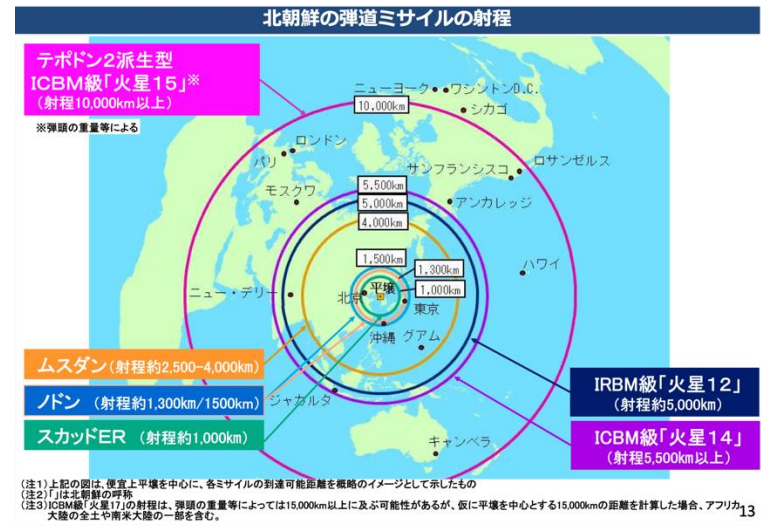 北朝鮮の弾道ミサイルの射程
テポドン2派生型
ICBM級「火星15」※
(射程10,000km以上)
※弾頭の重量等による
ニューヨーク
ワシントンD.C.
10,000km
シカゴ
ロンドン
パリ
サンフランシスコ
ロサンゼルス
モスクワ
5,500km
5,000km
アンカレッジ
4,000km
1,500km
1,300km
ハワイ
平壌
1,000km
ニュー・デリー
北京
東京
沖縄
グアム
ムスダン(射程約2,500-4,000km)
ノドン (射程約1,300km/1500km)
ジャカルタ
スカッドER (射程約1,000km)
IRBM級「火星12」
(射程約5,000km)
ICBM級「火星14」
(射程5,500km以上)
キャンベラ
(注1)上記の図は、便宜上平壌を中心に、各ミサイルの到達可能距離を概略のイメージとして示したもの
(注2)「」は北朝鮮の呼称
(注3)ICBM級「火星17」の射程は、弾頭の重量等によっては15,000km以上に及ぶ可能性があるが、仮に平壌を中心とする15,000kmの距離を計算した場合、アフリカ
大陸の全土や南米大陸の一部を含む。
13